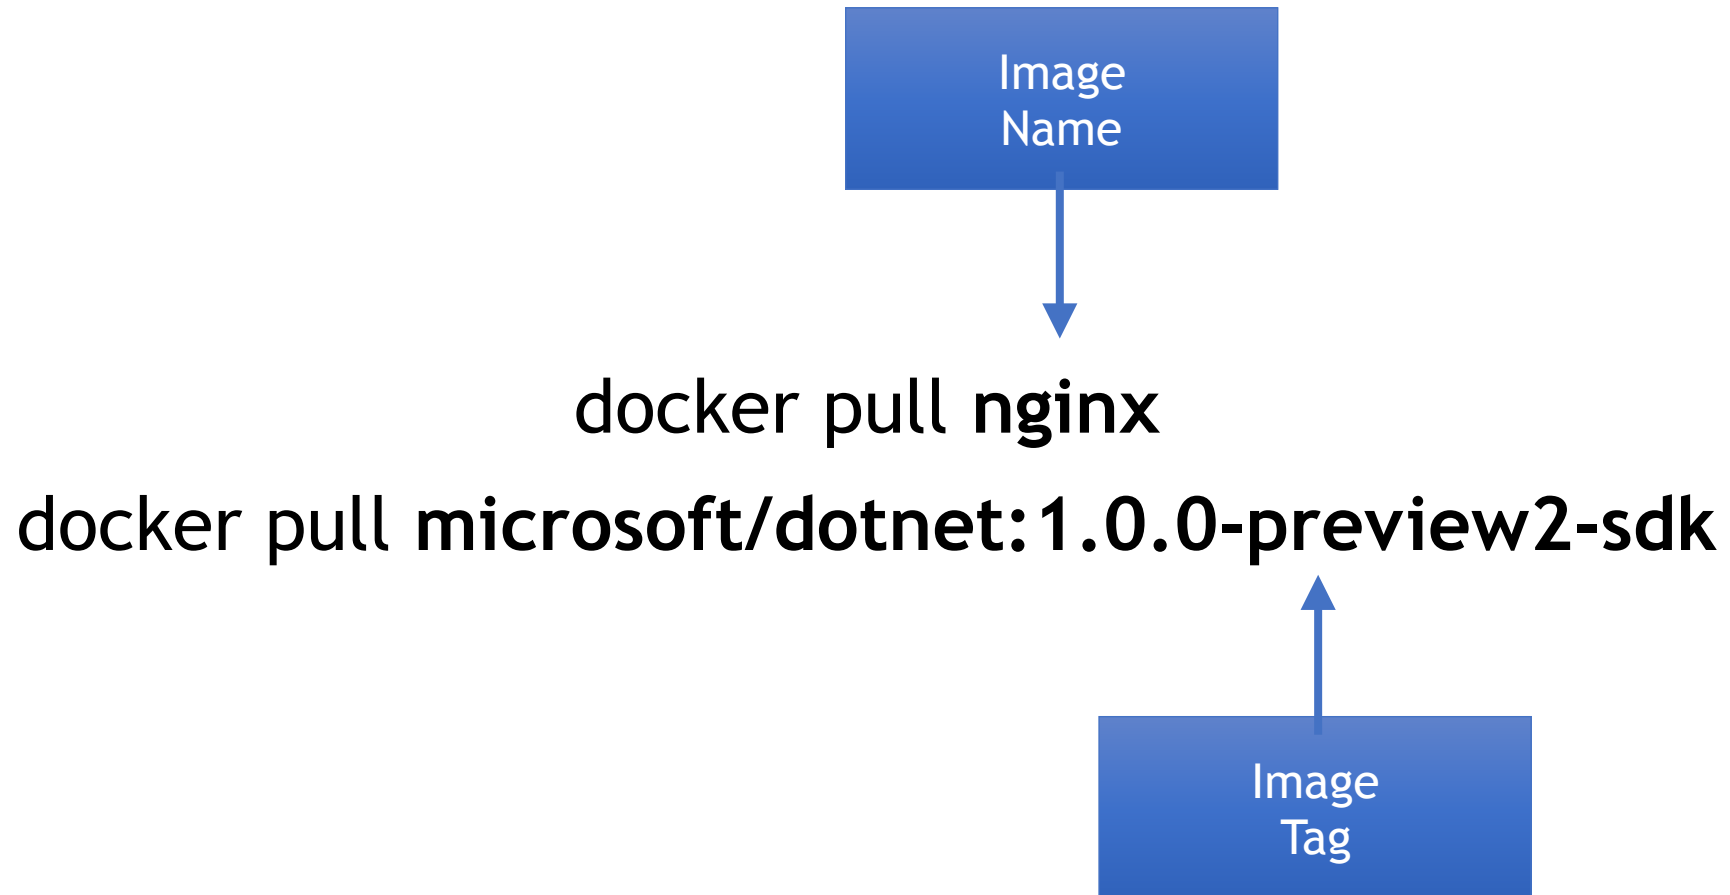 Image
Name
docker pull nginx
docker pull microsoft/dotnet:1.0.0-preview2-sdk
Image
Tag